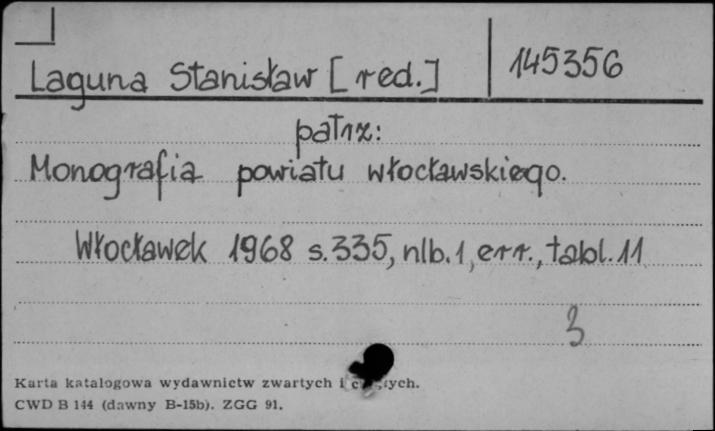 Laguna Stanisław [red.] 145356
patrz:
Monografia powiatu włocławskiego.
Włocławek 1968 s. 335, nlb. 1, err., tabl. 11
3
Karta katalogowa wydawnictw zwartych i
CWD B 144 (dawny B-15b). ZGG 91.